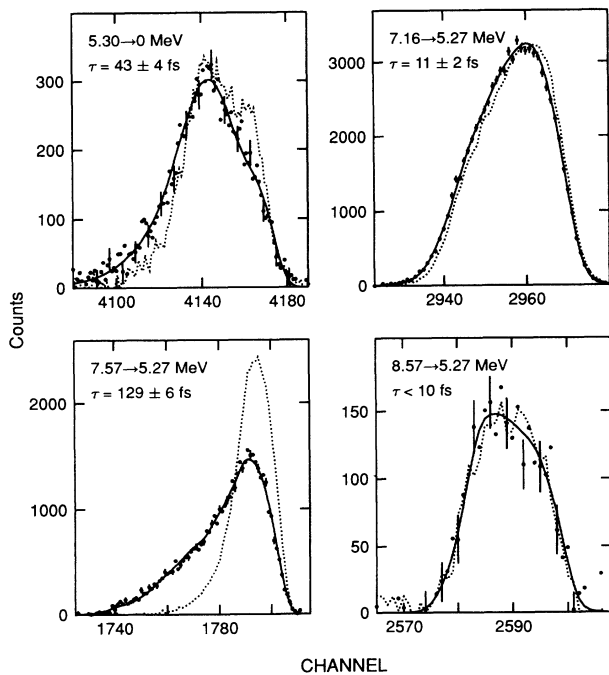 5.30→0 MeV
τ = 43 ± 4 fs
300
200
100
0
4100 4140 4190
7.16→5.27 MeV
τ = 11 ± 2 fs
3000
1000
0
2940 2960
Counts
7.57→5.27 MeV
τ = 129 ± 6 fs
2000
1000
0
1740 1780
8.57→5.27 MeV
τ < 10 fs
150
100
50
0
2570 2590
CHANNEL